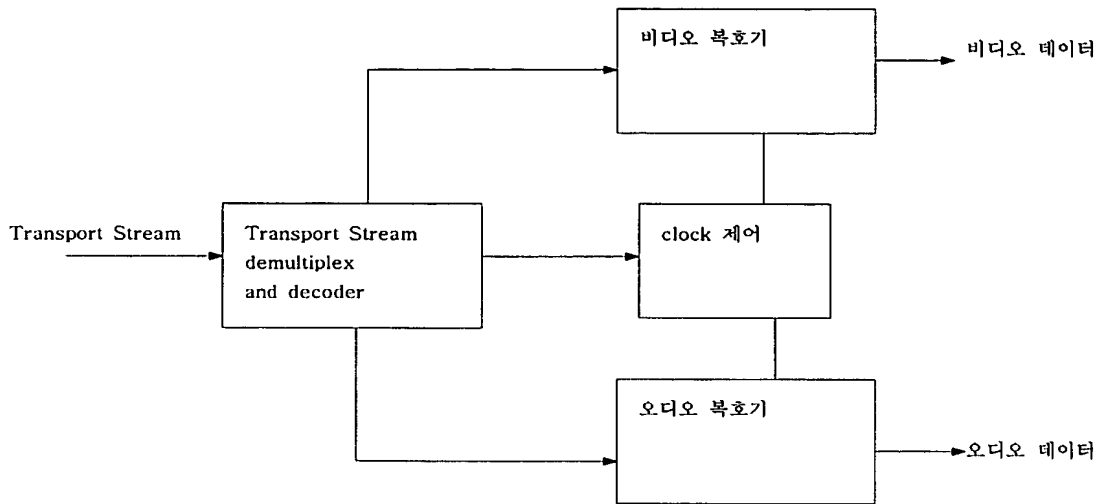 비디오 복호기
비디오 데이터
Transport Stream
Transport Stream
demultiplex
and decoder
clock 제어
오디오 복호기
오디오 데이터